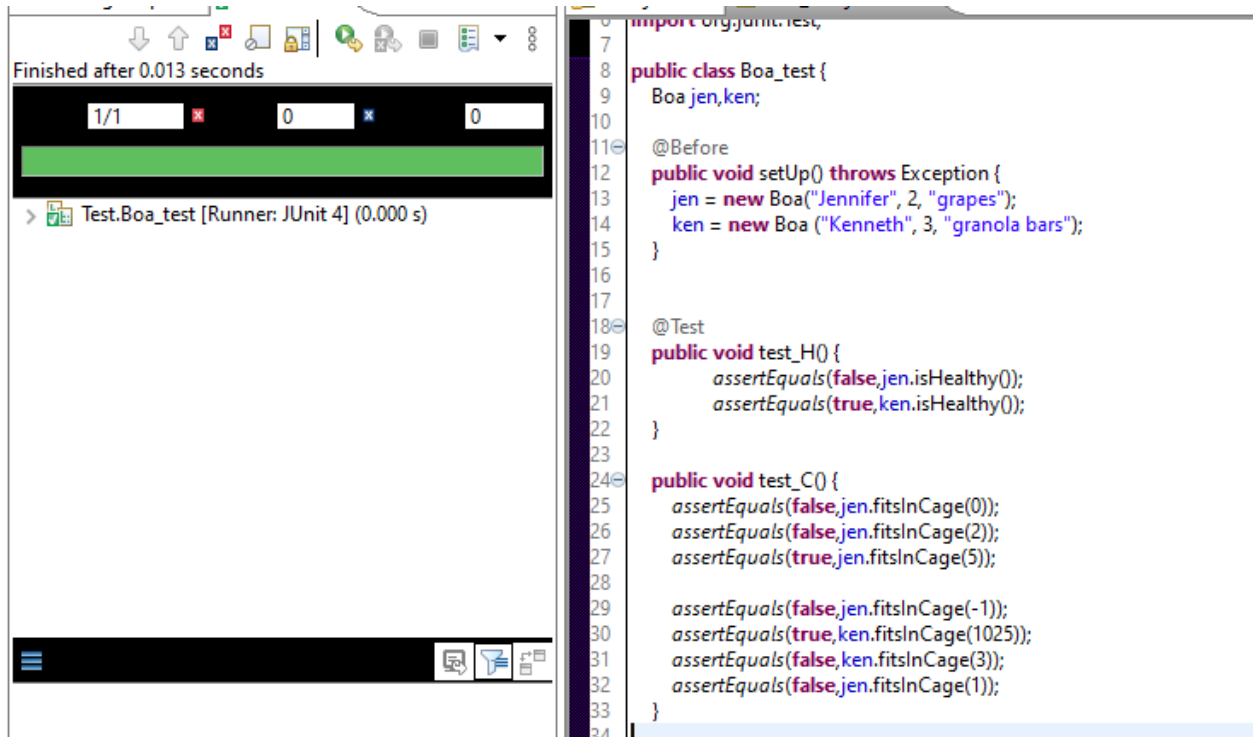 Finished after 0.013 seconds
1/1 0 0
Test.Boa_test [Runner: JUnit 4] (0.000 s)
6 import org.junit.Test;
7
8 public class Boa_test {
9 Boa jen,ken;
10
11 @Before
12 public void setUp() throws Exception {
13 jen = new Boa("Jennifer", 2, "grapes");
14 ken = new Boa ("Kenneth", 3, "granola bars");
15 }
16
17
18 @Test
19 public void test_H() {
20 assertEquals(false,jen.isHealthy());
21 assertEquals(true,ken.isHealthy());
22 }
23
24 public void test_C() {
25 assertEquals(false,jen.fitsInCage(0));
26 assertEquals(false,jen.fitsInCage(2));
27 assertEquals(true,jen.fitsInCage(5));
28
29 assertEquals(false,jen.fitsInCage(-1));
30 assertEquals(true,ken.fitsInCage(1025));
31 assertEquals(false,ken.fitsInCage(3));
32 assertEquals(false,jen.fitsInCage(1));
33 }
34